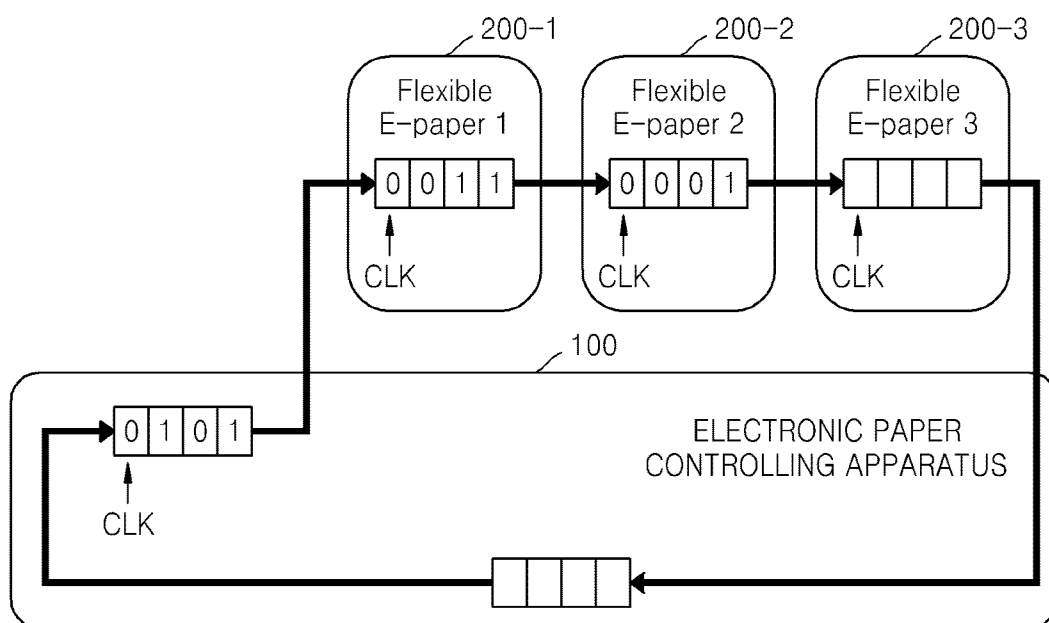 200-1 200-2 200-3
Flexible Flexible Flexible
E-paper 1 E-paper 2 E-paper 3
0 0 1 1 0 0 0 1
CLK CLK CLK
100
0 1 0 1
ELECTRONIC PAPER
CONTROLLING APPARATUS
CLK